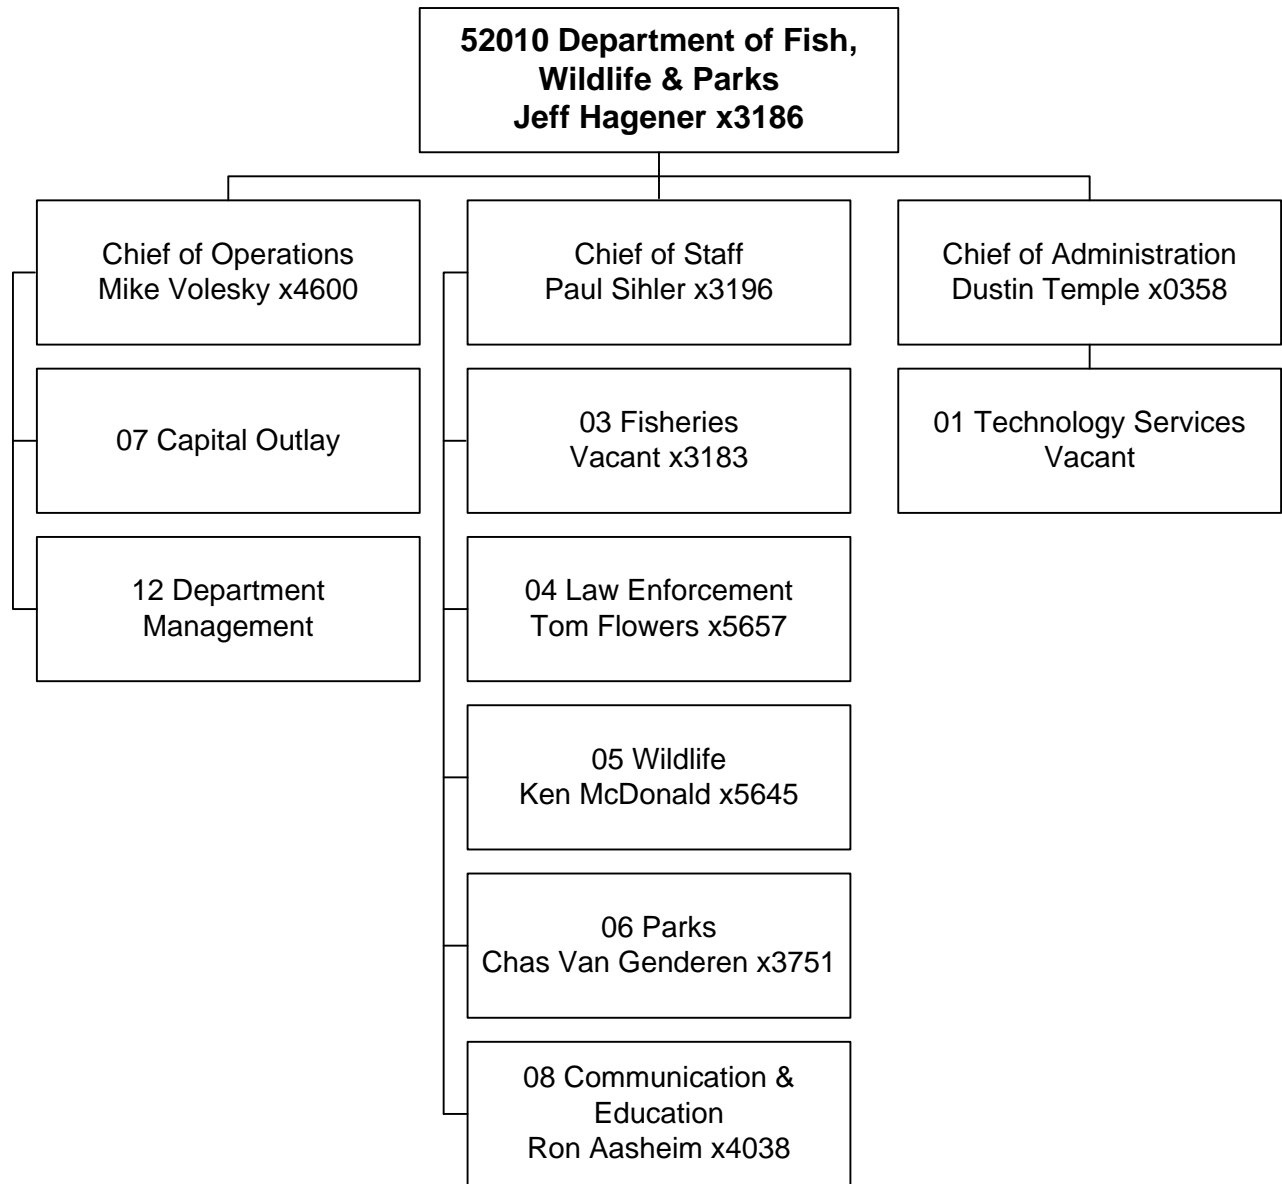 52010 Department of Fish,
Wildlife & Parks
Jeff Hagener x3186
Chief of Operations
Mike Volesky x4600
07 Capital Outlay
12 Department
Management
Chief of Staff
Paul Sihler x3196
03 Fisheries
Vacant x3183
04 Law Enforcement
Tom Flowers x5657
05 Wildlife
Ken McDonald x5645
06 Parks
Chas Van Genderen x3751
08 Communication &
Education
Ron Aasheim x4038
Chief of Administration
Dustin Temple x0358
01 Technology Services
Vacant